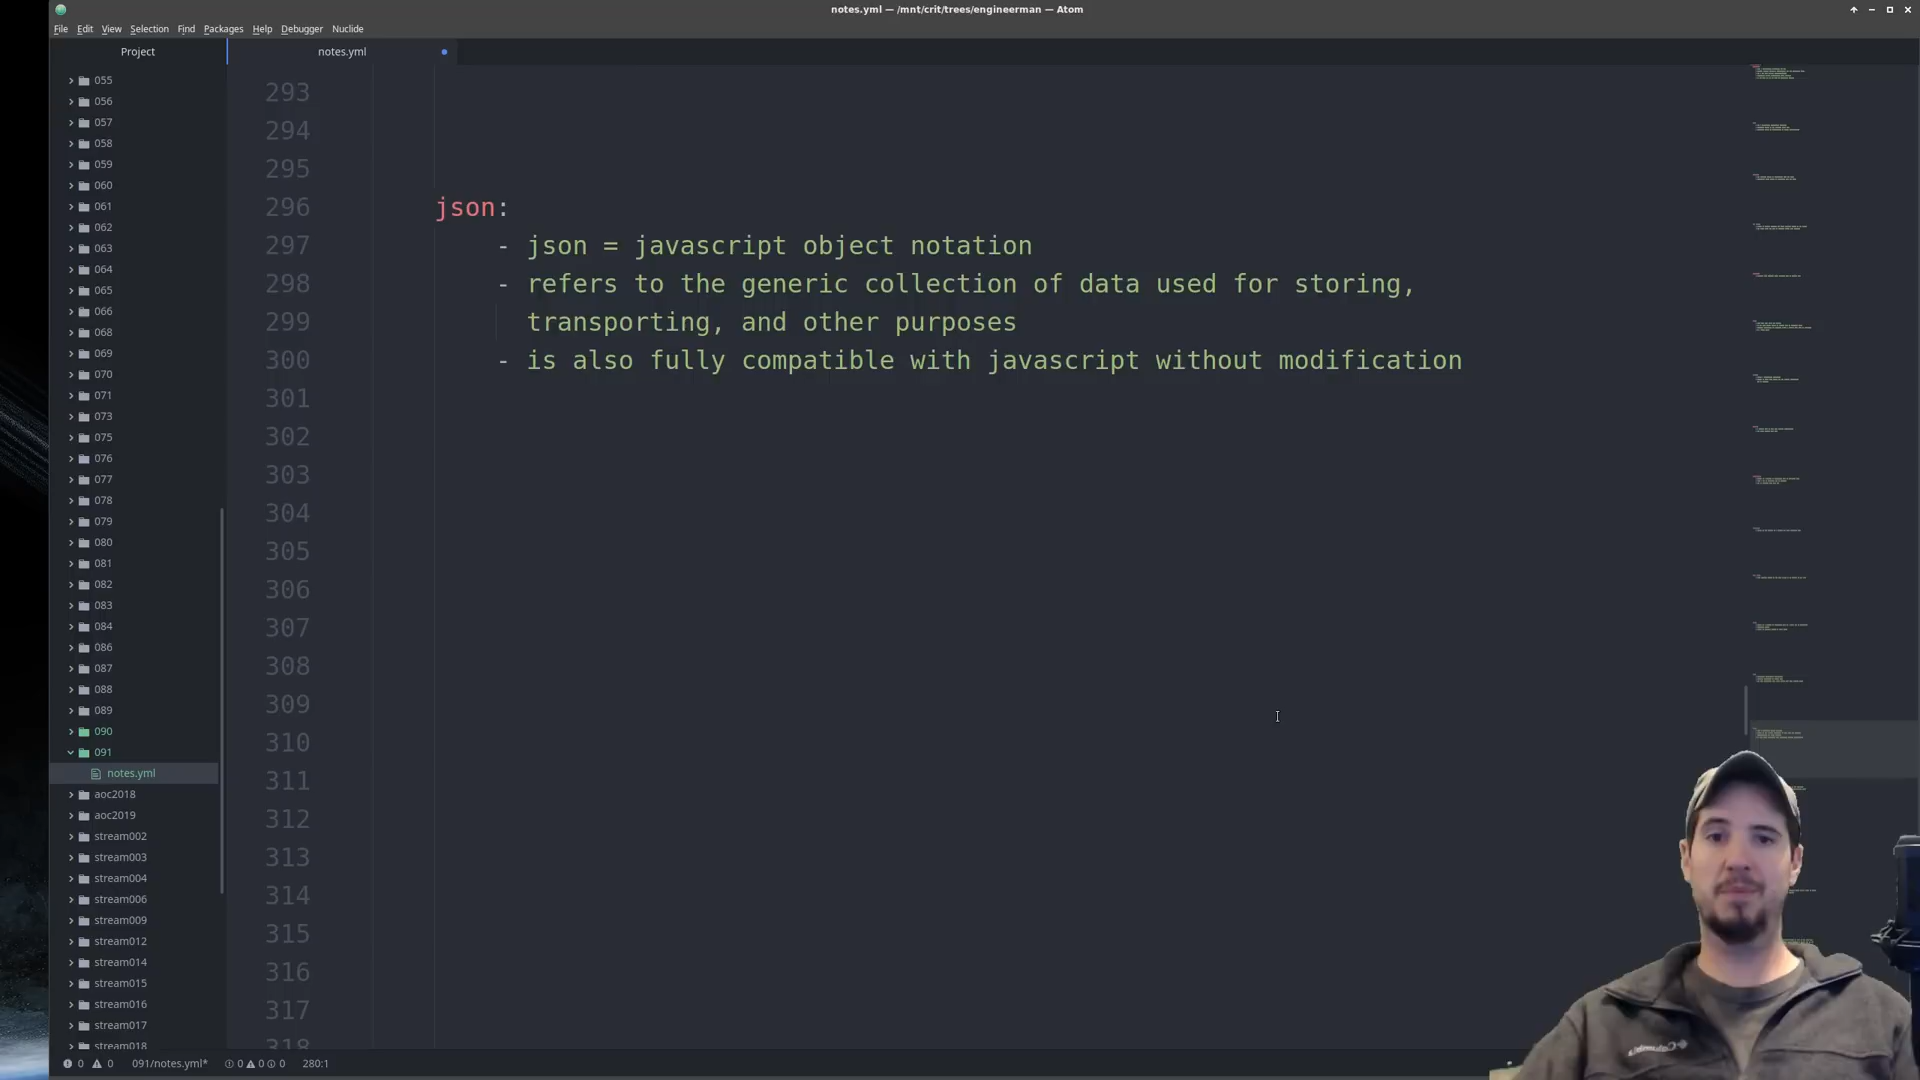 notes.yml — /mnt/crit/trees/engineerman — Atom
File Edit View Selection Find Packages Help Debugger Nuclide
Project
notes.yml
055
056
057
058
059
060
061
062
063
064
065
066
068
069
070
071
073
075
076
077
078
079
080
081
082
083
084
086
087
088
089
090
091
notes.yml
aoc2018
aoc2019
stream002
stream003
stream004
stream006
stream009
stream012
stream014
stream015
stream016
stream017
stream018
293
294
295
296 json:
297 - json = javascript object notation
298 - refers to the generic collection of data used for storing,
299 transporting, and other purposes
300 - is also fully compatible with javascript without modification
301
302
303
304
305
306
307
308
309
310
311
312
313
314
315
316
317
318
0 0 091/notes.yml* 0 0 0 280:1